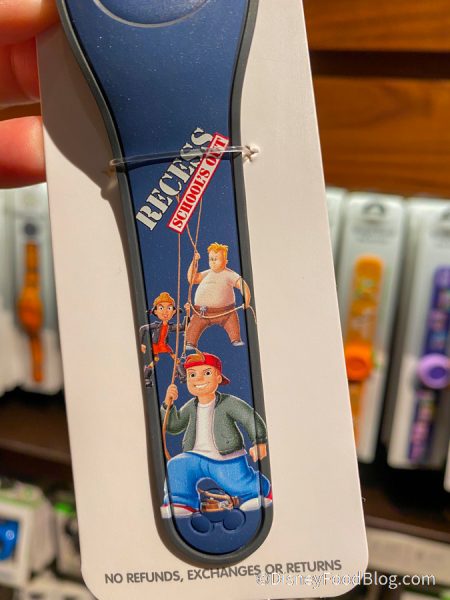 RECESS
SCHOOL'S OUT
NO REFUNDS, EXCHANGES OR RETURNS
©DisneyFoodBlog.com